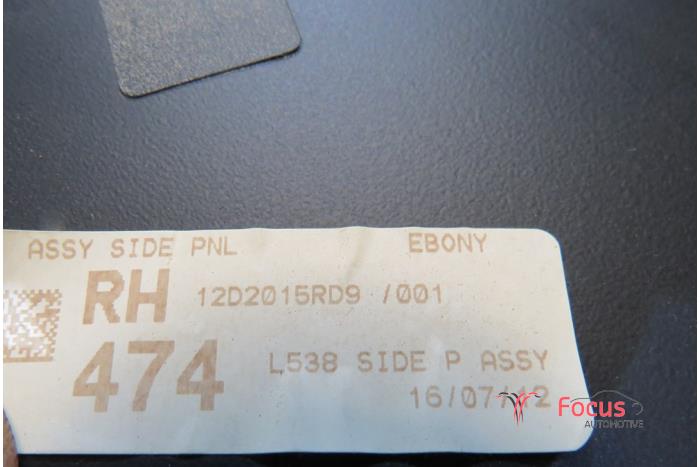 ASSY SIDE PNL EBONY
RH 12D2015RD9 /001
474 L538 SIDE P ASSY
16/07/12
Focus
AUTOMOTIVE